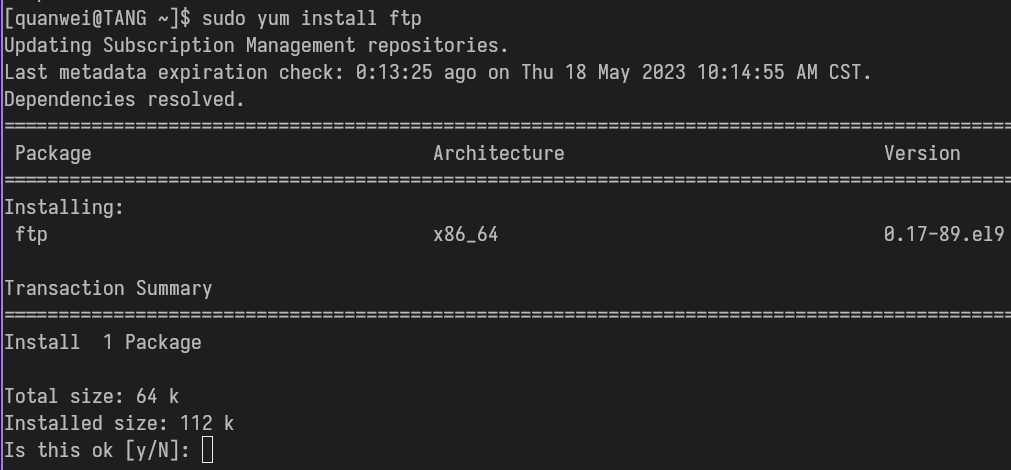 [quanwei@TANG ~]$ sudo yum install ftp
Updating Subscription Management repositories.
Last metadata expiration check: 0:13:25 ago on Thu 18 May 2023 10:14:55 AM CST.
Dependencies resolved.
================================================================================
Package Architecture Version
================================================================================
Installing:
ftp x86_64 0.17-89.el9
Transaction Summary
================================================================================
Install  1 Package
Total size: 64 k
Installed size: 112 k
Is this ok [y/N]: